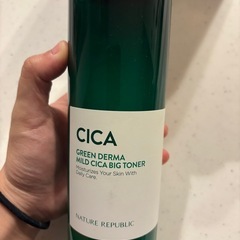 CICA
GREEN DERMA
MILD CICA BIG TONER
Moisturizes Your Skin With
Daily Care.
NATURE REPUBLIC